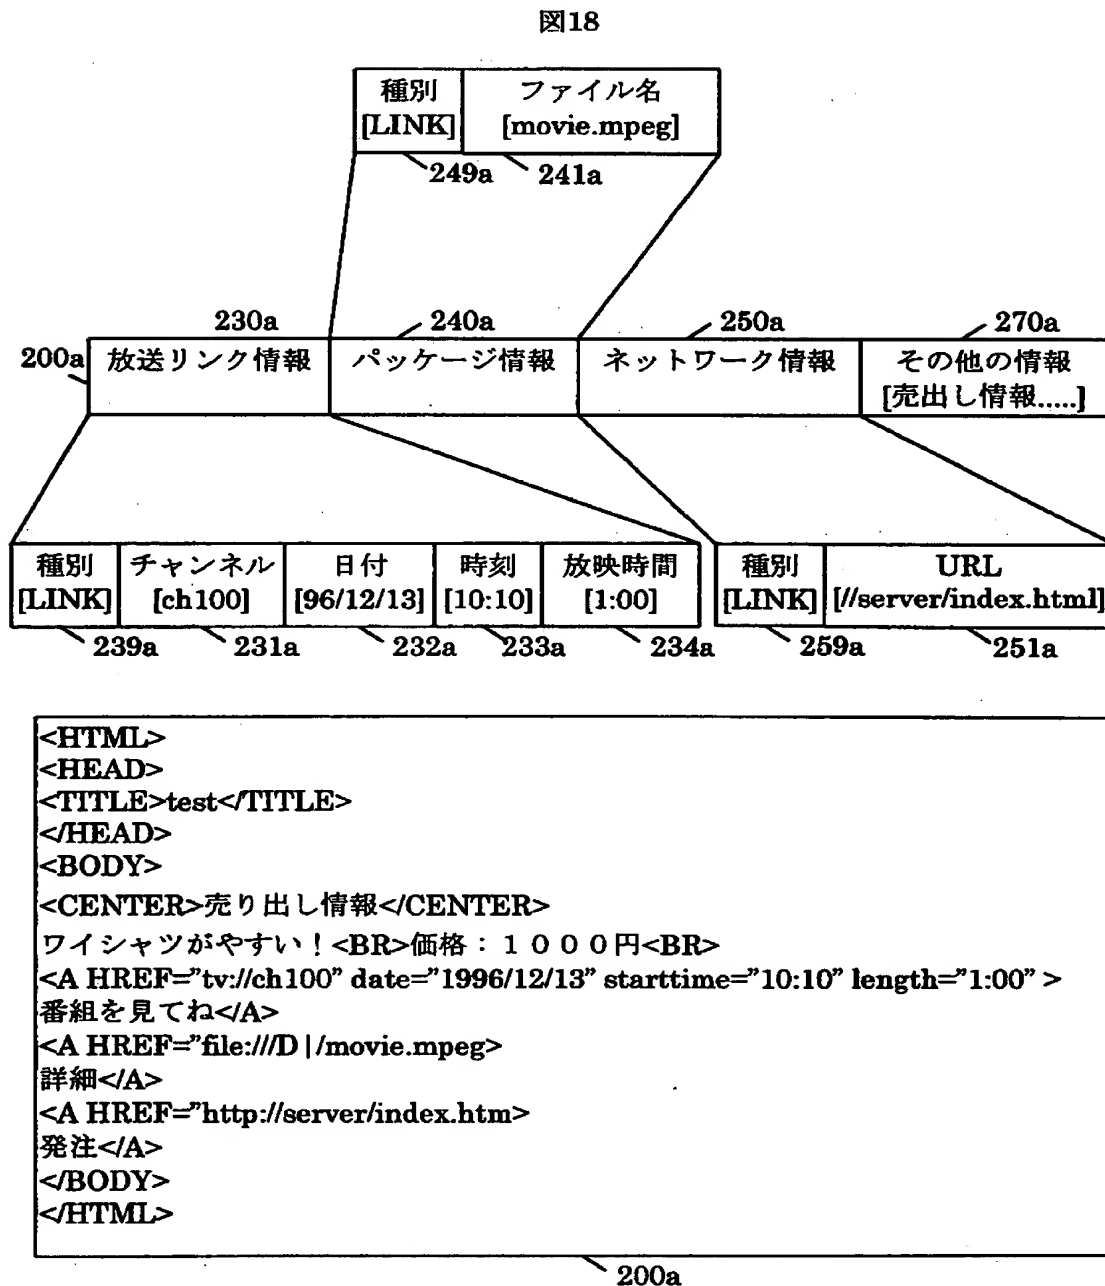 図18
種別 ファイル名
[LINK] [movie.mpeg]
249a 241a
230a 240a 250a 270a
200a 放送リンク情報 パッケージ情報 ネットワーク情報 その他の情報
[売出し情報.....]
種別 チャンネル 日付 時刻 放映時間 種別 URL
[LINK] [ch100] [96/12/13] [10:10] [1:00] [LINK] [//server/index.html]
239a 231a 232a 233a 234a 259a 251a
<HTML>
<HEAD>
<TITLE>test</TITLE>
</HEAD>
<BODY>
<CENTER>売り出し情報</CENTER>
ワイシャツがやすい！<BR>価格：１０００円<BR>
<A HREF="tv://ch100" date="1996/12/13" starttime="10:10" length="1:00" >
番組を見てね</A>
<A HREF="file:///D|/movie.mpeg>
詳細</A>
<A HREF="http://server/index.htm>
発注</A>
</BODY>
</HTML>
200a